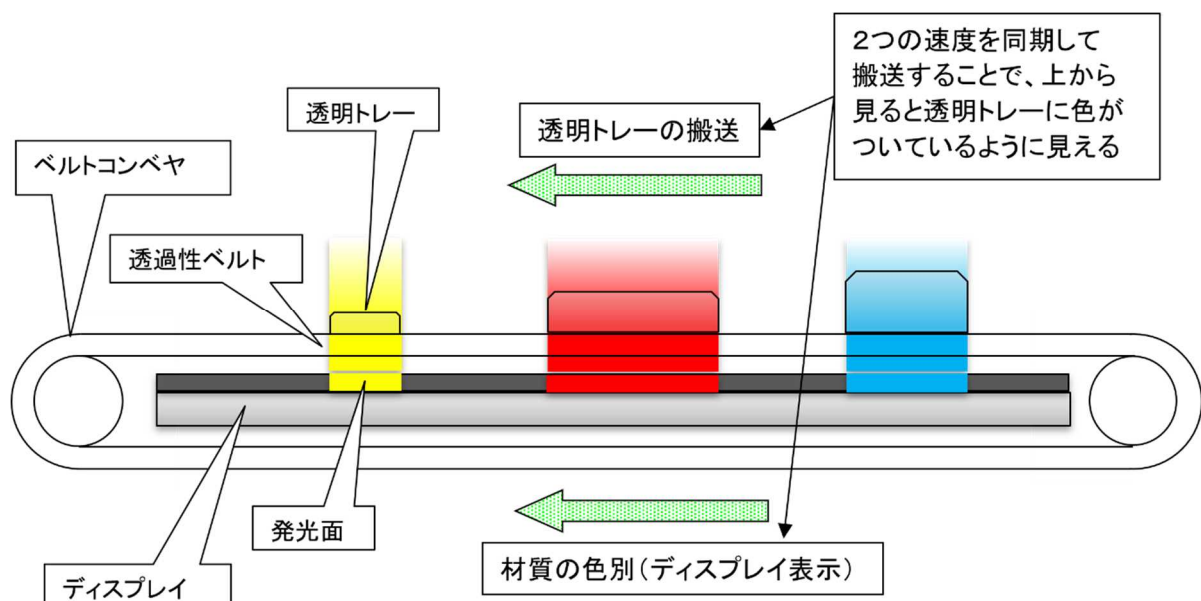 ２つの速度を同期して
搬送することで、上から
見ると透明トレーに色が
ついているように見える
透明トレー
透明トレーの搬送
ベルトコンベヤ
透過性ベルト
発光面
ディスプレイ
材質の色別（ディスプレイ表示）